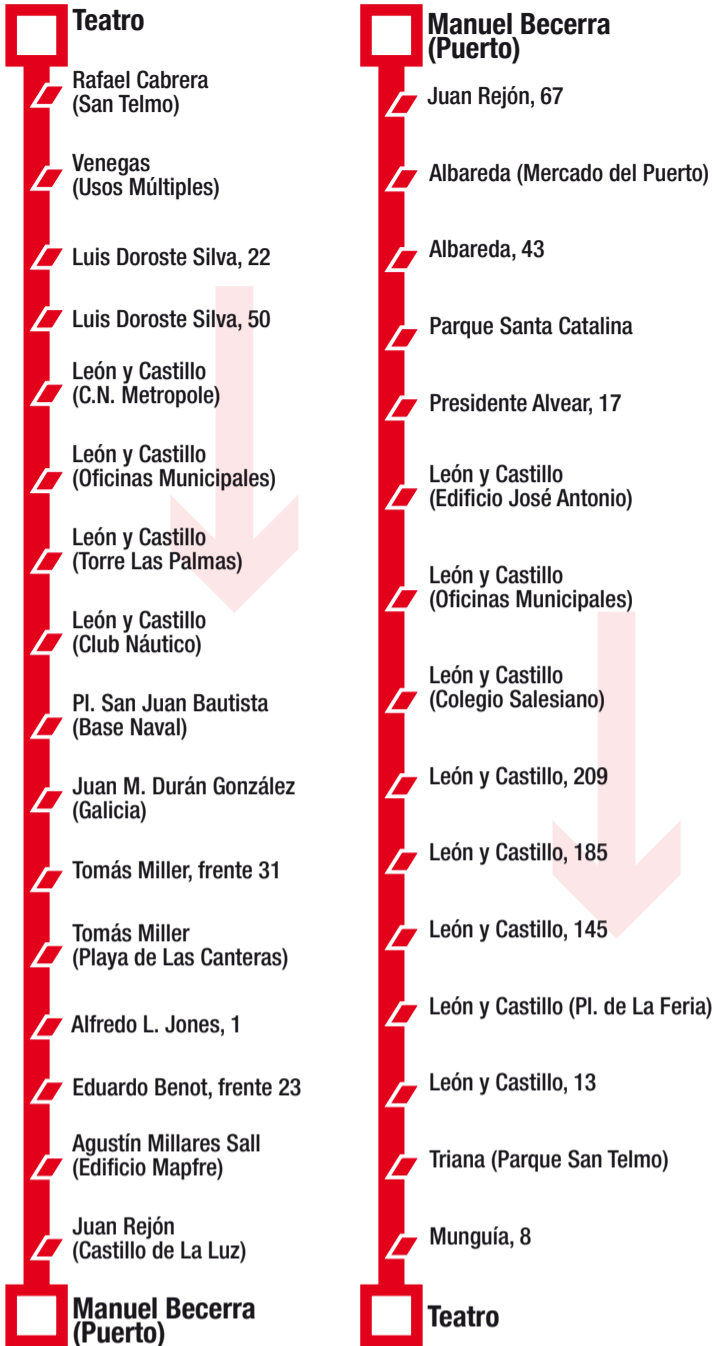 Teatro
Rafael Cabrera
(San Telmo)
Venegas
(Usos Múltiples)
Luis Doroste Silva, 22
Luis Doroste Silva, 50
León y Castillo
(C.N. Metropole)
León y Castillo
(Oficinas Municipales)
León y Castillo
(Torre Las Palmas)
León y Castillo
(Club Náutico)
Pl. San Juan Bautista
(Base Naval)
Juan M. Durán González
(Galicia)
Tomás Miller, frente 31
Tomás Miller
(Playa de Las Canteras)
Alfredo L. Jones, 1
Eduardo Benot, frente 23
Agustín Millares Sall
(Edificio Mapfre)
Juan Rejón
(Castillo de La Luz)
Manuel Becerra
(Puerto)
Manuel Becerra
(Puerto)
Juan Rejón, 67
Albareda (Mercado del Puerto)
Albareda, 43
Parque Santa Catalina
Presidente Alvear, 17
León y Castillo
(Edificio José Antonio)
León y Castillo
(Oficinas Municipales)
León y Castillo
(Colegio Salesiano)
León y Castillo, 209
León y Castillo, 185
León y Castillo, 145
León y Castillo (Pl. de La Feria)
León y Castillo, 13
Triana (Parque San Telmo)
Munguía, 8
Teatro